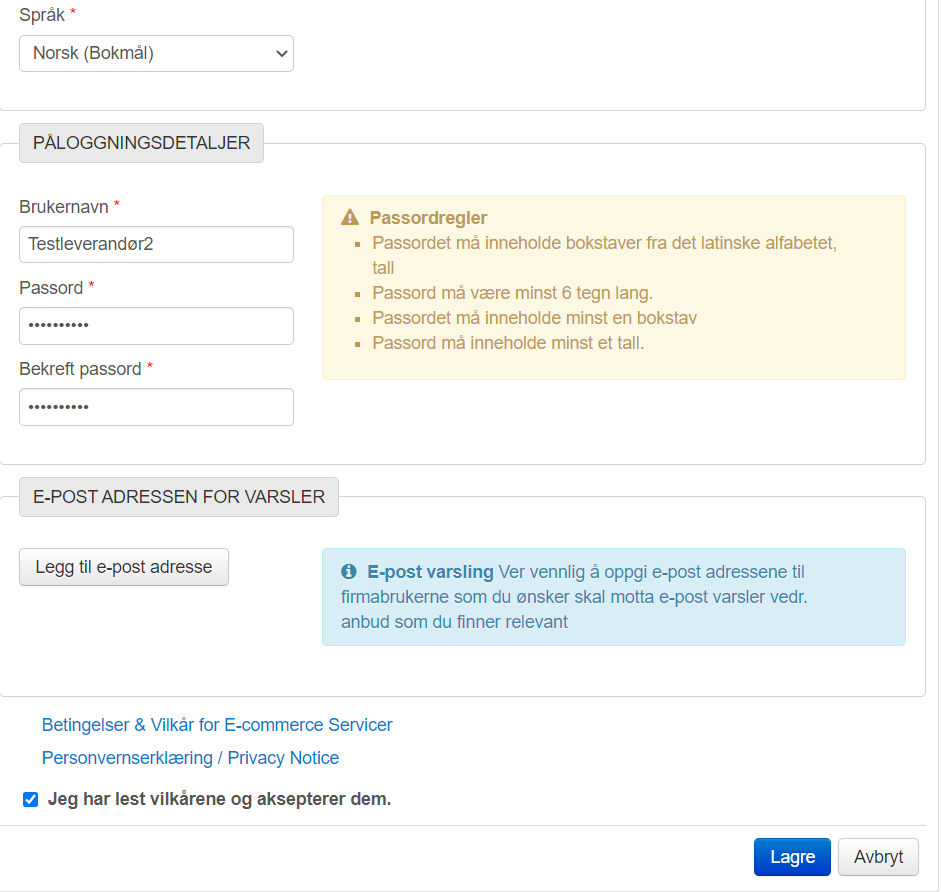 Språk *
Norsk (Bokmål)
PÅLOGGNINGSDETALJER
Brukernavn *
Testleverandør2
Passord *
••••••••••
Bekreft passord *
••••••••••
Passordregler
Passordet må inneholde bokstaver fra det latinske alfabetet,
tall
Passord må være minst 6 tegn lang.
Passordet må inneholde minst en bokstav
Passord må inneholde minst et tall.
E-POST ADRESSEN FOR VARSLER
Legg til e-post adresse
E-post varsling Ver vennlig å oppgi e-post adressene til
firmabrukerne som du ønsker skal motta e-post varsler vedr.
anbud som du finner relevant
Betingelser & Vilkår for E-commerce Servicer
Personvernserklæring / Privacy Notice
Jeg har lest vilkårene og aksepterer dem.
Lagre
Avbryt